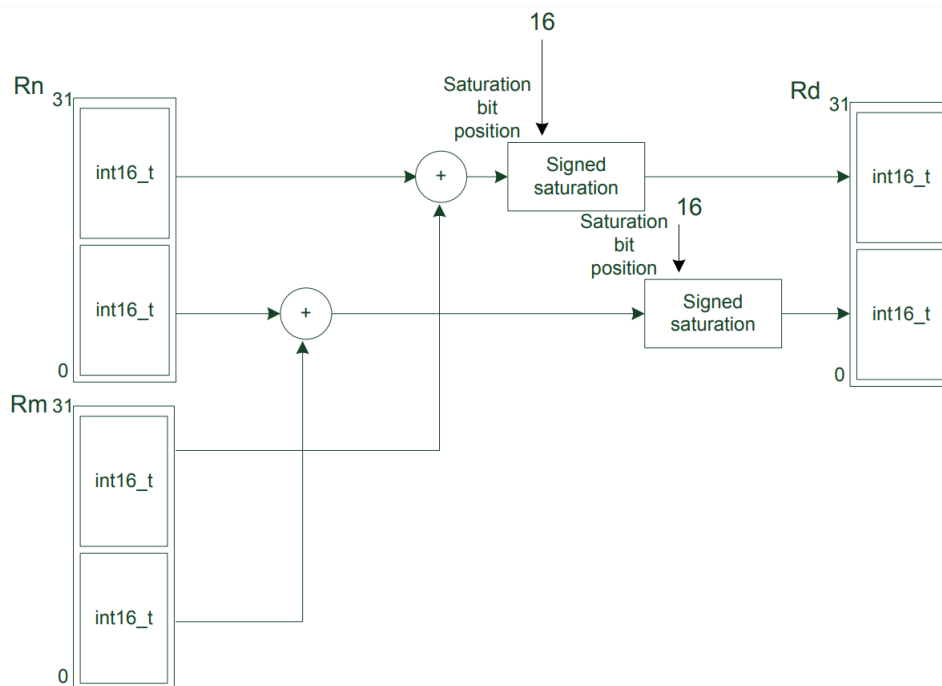 16
Rn
31
Saturation
bit
position
Rd
31
int16_t
+
Signed
saturation
int16_t
Saturation
bit
position
16
int16_t
+
Signed
saturation
int16_t
0
0
Rm
31
int16_t
int16_t
0